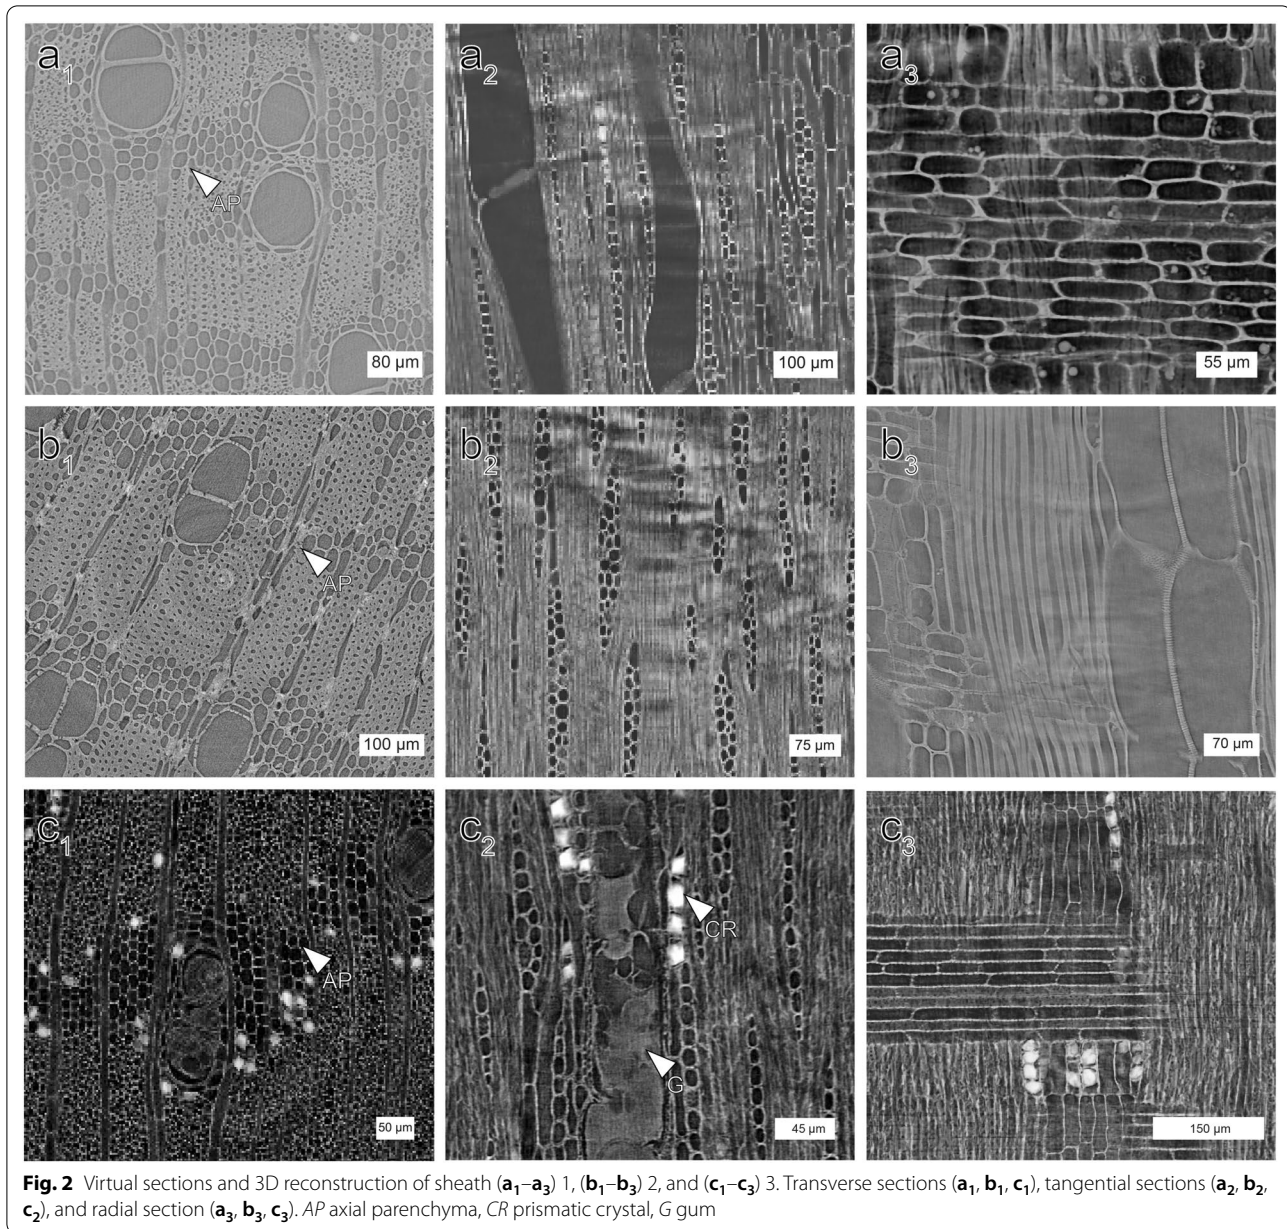 a1
AP
80 µm
a2
100 µm
a3
55 µm
b1
AP
100 µm
b2
75 µm
b3
70 µm
c1
AP
50 µm
c2
CR
G
45 µm
c3
150 µm
Fig. 2 Virtual sections and 3D reconstruction of sheath (a1–a3) 1, (b1–b3) 2, and (c1–c3) 3. Transverse sections (a1, b1, c1), tangential sections (a2, b2,
c2), and radial section (a3, b3, c3). AP axial parenchyma, CR prismatic crystal, G gum